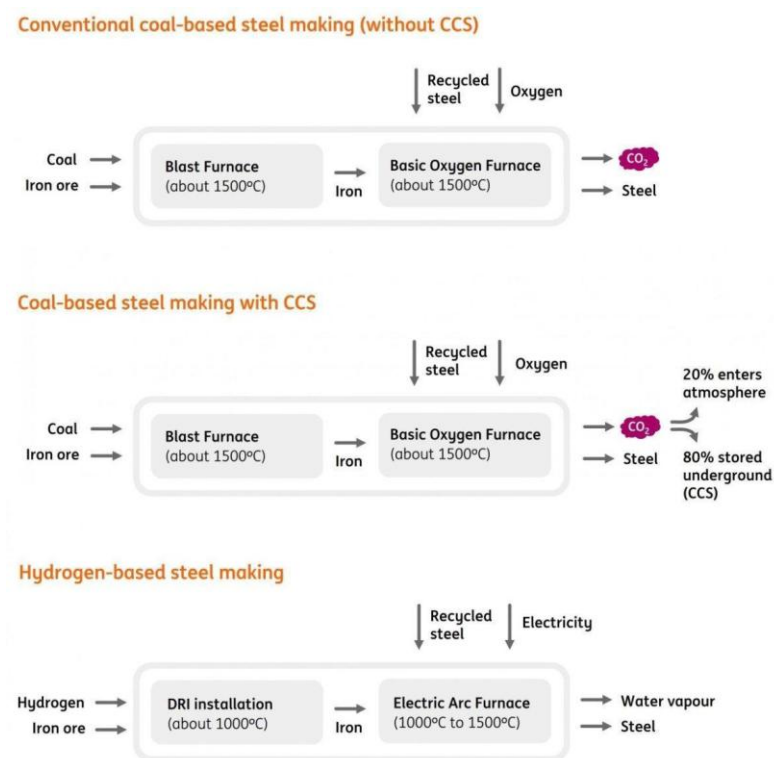 Conventional coal-based steel making (without CCS)
Recycled
steel
Oxygen
Coal
Iron ore
Blast Furnace
(about 1500ºC)
Iron
Basic Oxygen Furnace
(about 1500ºC)
CO₂
Steel
Coal-based steel making with CCS
Recycled
steel
Oxygen
20% enters
atmosphere
Coal
Iron ore
Blast Furnace
(about 1500ºC)
Iron
Basic Oxygen Furnace
(about 1500ºC)
CO₂
Steel
80% stored
underground
(CCS)
Hydrogen-based steel making
Recycled
steel
Electricity
Hydrogen
Iron ore
DRI installation
(about 1000ºC)
Iron
Electric Arc Furnace
(1000ºC to 1500ºC)
Water vapour
Steel